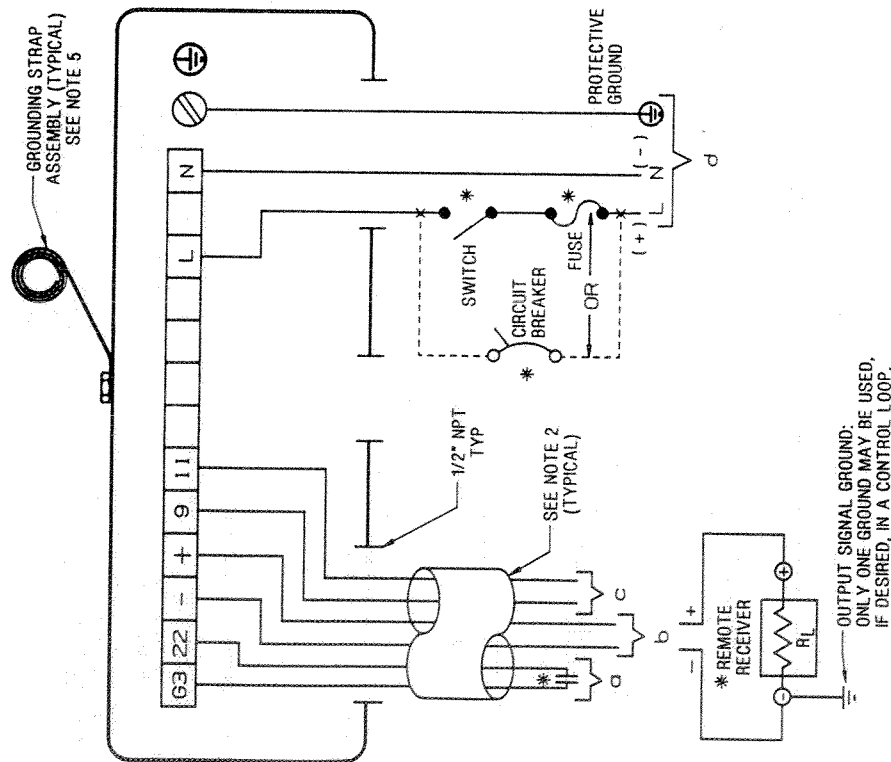 GROUNDING STRAP
ASSEMBLY (TYPICAL)
SEE NOTE 5
G3 22 - + 9 11 L N
1/2" NPT
TYP
SEE NOTE 2
(TYPICAL)
SWITCH
*
*
FUSE
OR
CIRCUIT
BREAKER
*
PROTECTIVE
GROUND
(+) (-)
L N
d
*
a
b
c
- +
* REMOTE
RECEIVER
- +
RL
OUTPUT SIGNAL GROUND:
ONLY ONE GROUND MAY BE USED,
IF DESIRED, IN A CONTROL LOOP.